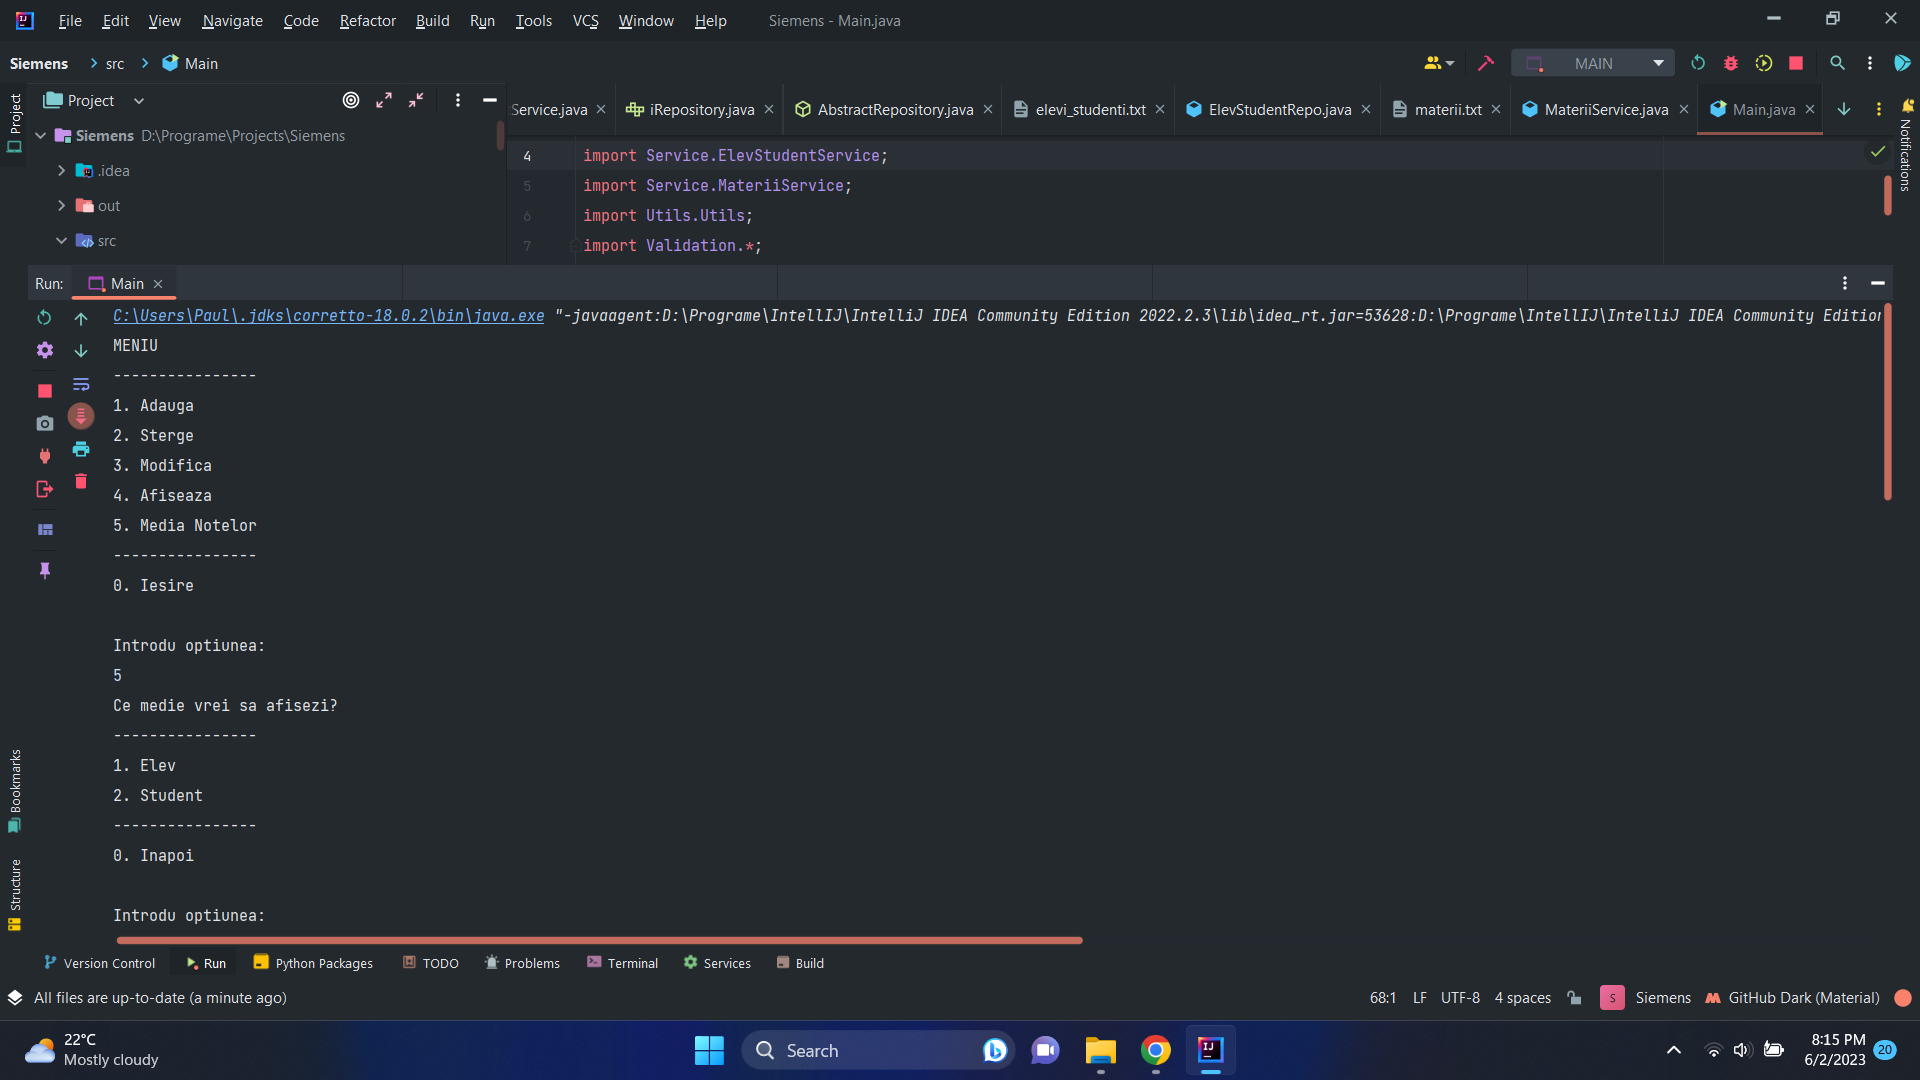 File Edit View Navigate Code Refactor Build Run Tools VCS Window Help Siemens - Main.java
Siemens src Main MAIN
Project
Project
Service.java iRepository.java AbstractRepository.java elevi_studenti.txt ElevStudentRepo.java materii.txt MateriiService.java Main.java
Notifications
Siemens D:\Programe\Projects\Siemens
.idea
out
src
4 import Service.ElevStudentService;
5 import Service.MateriiService;
6 import Utils.Utils;
7 import Validation.*;
Run: Main
C:\Users\Paul\.jdks\corretto-18.0.2\bin\java.exe "-javaagent:D:\Programe\IntellIJ\IntelliJ IDEA Community Edition 2022.2.3\lib\idea_rt.jar=53628:D:\Programe\IntellIJ\IntelliJ IDEA Community Edition
MENIU
----------------
1. Adauga
2. Sterge
3. Modifica
4. Afiseaza
5. Media Notelor
----------------
0. Iesire
Introdu optiunea:
5
Ce medie vrei sa afisezi?
----------------
1. Elev
2. Student
----------------
0. Inapoi
Introdu optiunea:
Bookmarks
Structure
Version Control Run Python Packages TODO Problems Terminal Services Build
All files are up-to-date (a minute ago) 68:1 LF UTF-8 4 spaces S Siemens GitHub Dark (Material)
22°C
Mostly cloudy
Search
8:15 PM
6/2/2023
20